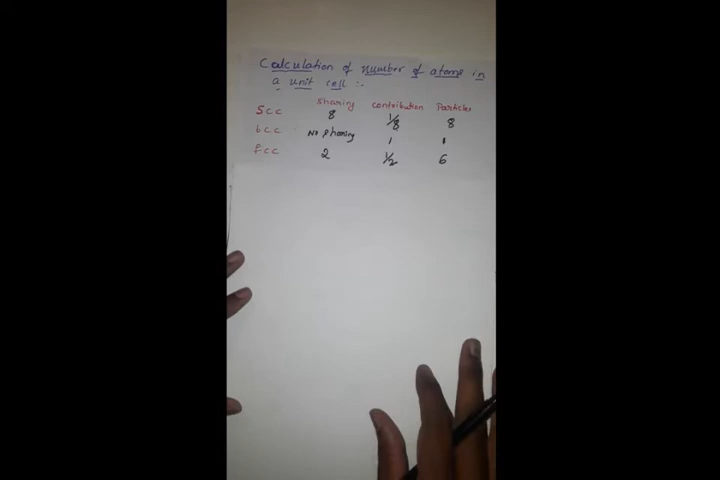 Calculation of number of atoms in
a unit cell :-
Sharing contribution Particles
Scc 8 1/8 8
bcc No sharing 1 1
fcc 2 1/2 6